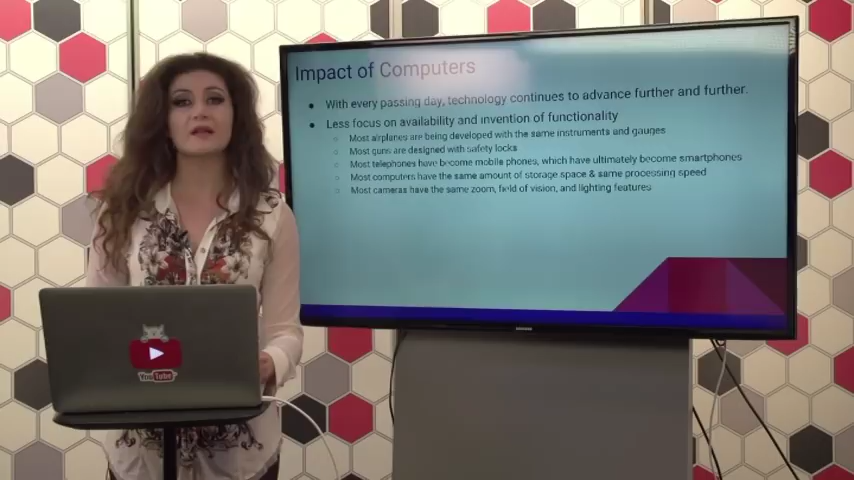 Impact of Computers
With every passing day, technology continues to advance further and further.
Less focus on availability and invention of functionality
Most airplanes are being developed with the same instruments and gauges
Most guns are designed with safety locks
Most telephones have become mobile phones, which have ultimately become smartphones
Most computers have the same amount of storage space & same processing speed
Most cameras have the same zoom, field of vision, and lighting features
SAMSUNG
YouTube